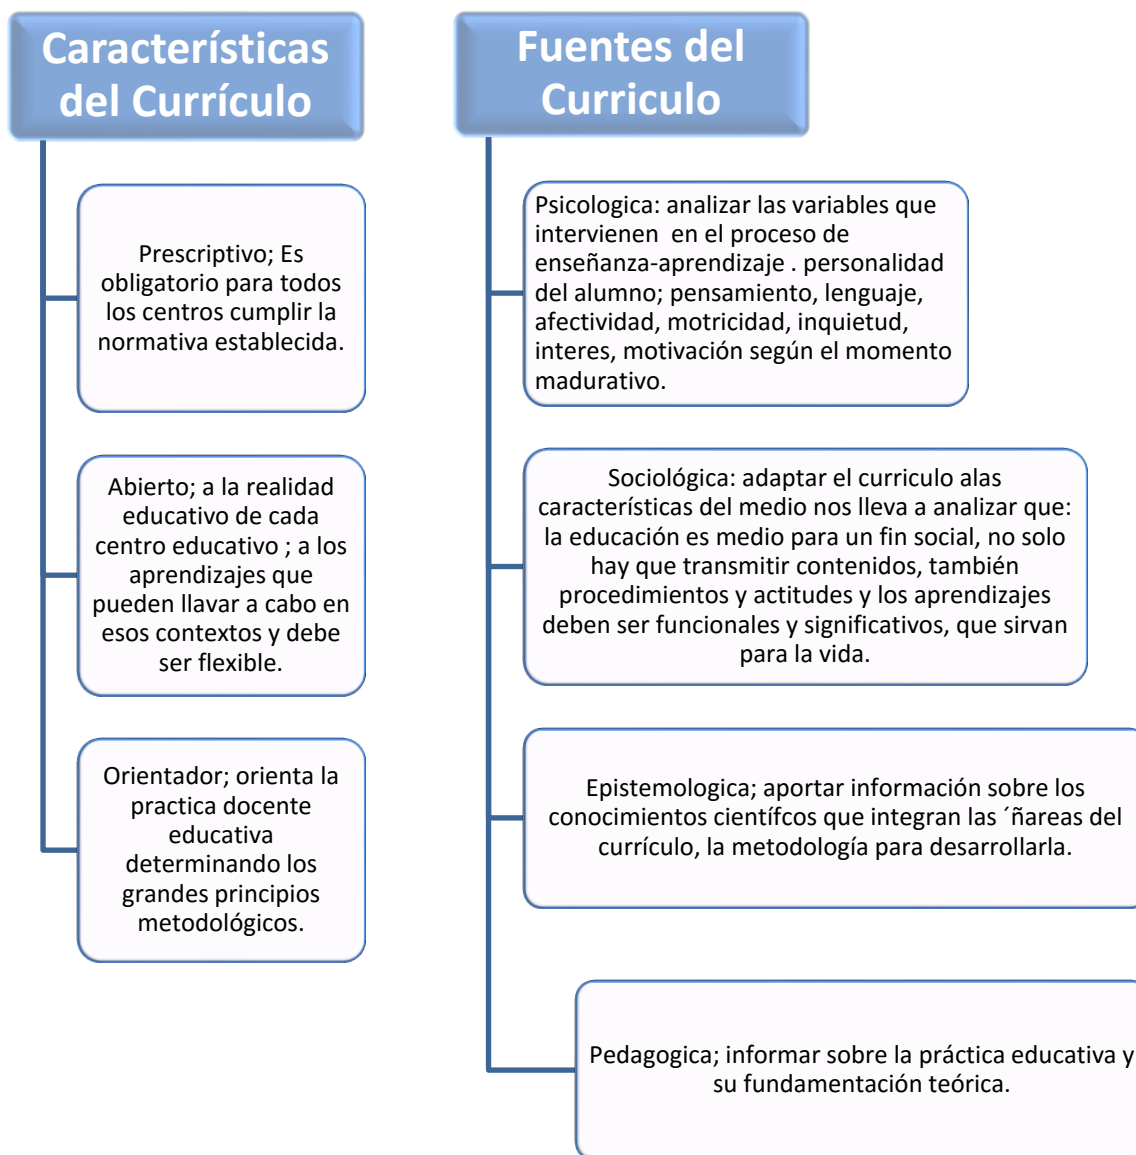 Características
del Currículo
Prescriptivo; Es
obligatorio para todos
los centros cumplir la
normativa establecida.
Abierto; a la realidad
educativo de cada
centro educativo ; a los
aprendizajes que
pueden llavar a cabo en
esos contextos y debe
ser flexible.
Orientador; orienta la
practica docente
educativa
determinando los
grandes principios
metodológicos.
Fuentes del
Curriculo
Psicologica: analizar las variables que
intervienen  en el proceso de
enseñanza-aprendizaje . personalidad
del alumno; pensamiento, lenguaje,
afectividad, motricidad, inquietud,
interes, motivación según el momento
madurativo.
Sociológica: adaptar el curriculo alas
características del medio nos lleva a analizar que:
la educación es medio para un fin social, no solo
hay que transmitir contenidos, también
procedimientos y actitudes y los aprendizajes
deben ser funcionales y significativos, que sirvan
para la vida.
Epistemologica; aportar información sobre los
conocimientos científcos que integran las ´ñareas del
currículo, la metodología para desarrollarla.
Pedagogica; informar sobre la práctica educativa y
su fundamentación teórica.